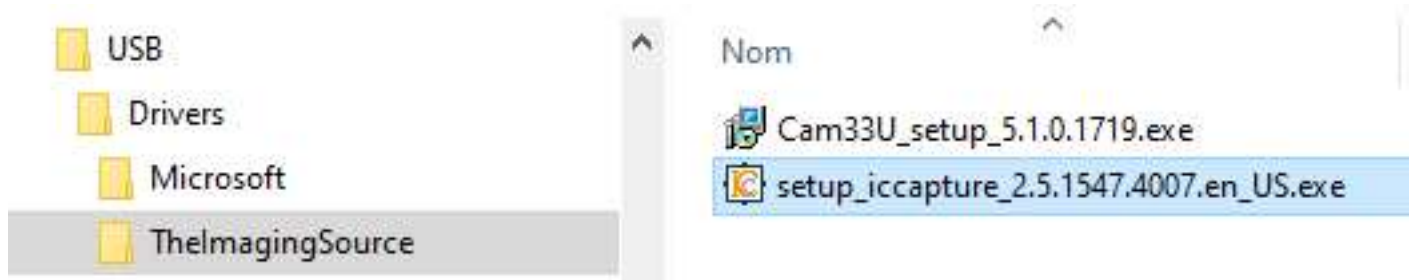 USB
Drivers
Microsoft
TheImagingSource
Nom
Cam33U_setup_5.1.0.1719.exe
setup_iccapture_2.5.1547.4007.en_US.exe